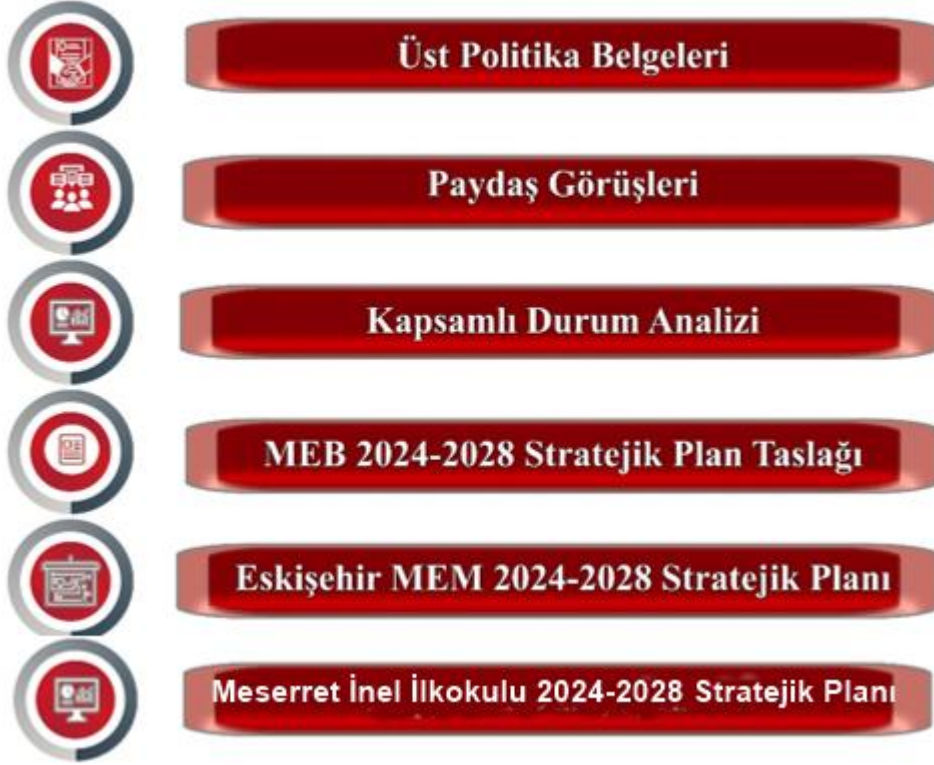 Üst Politika Belgeleri
Paydaş Görüşleri
Kapsamlı Durum Analizi
MEB 2024-2028 Stratejik Plan Taslağı
Eskişehir MEM 2024-2028 Stratejik Planı
Meserret İnel İlkokulu 2024-2028 Stratejik Planı